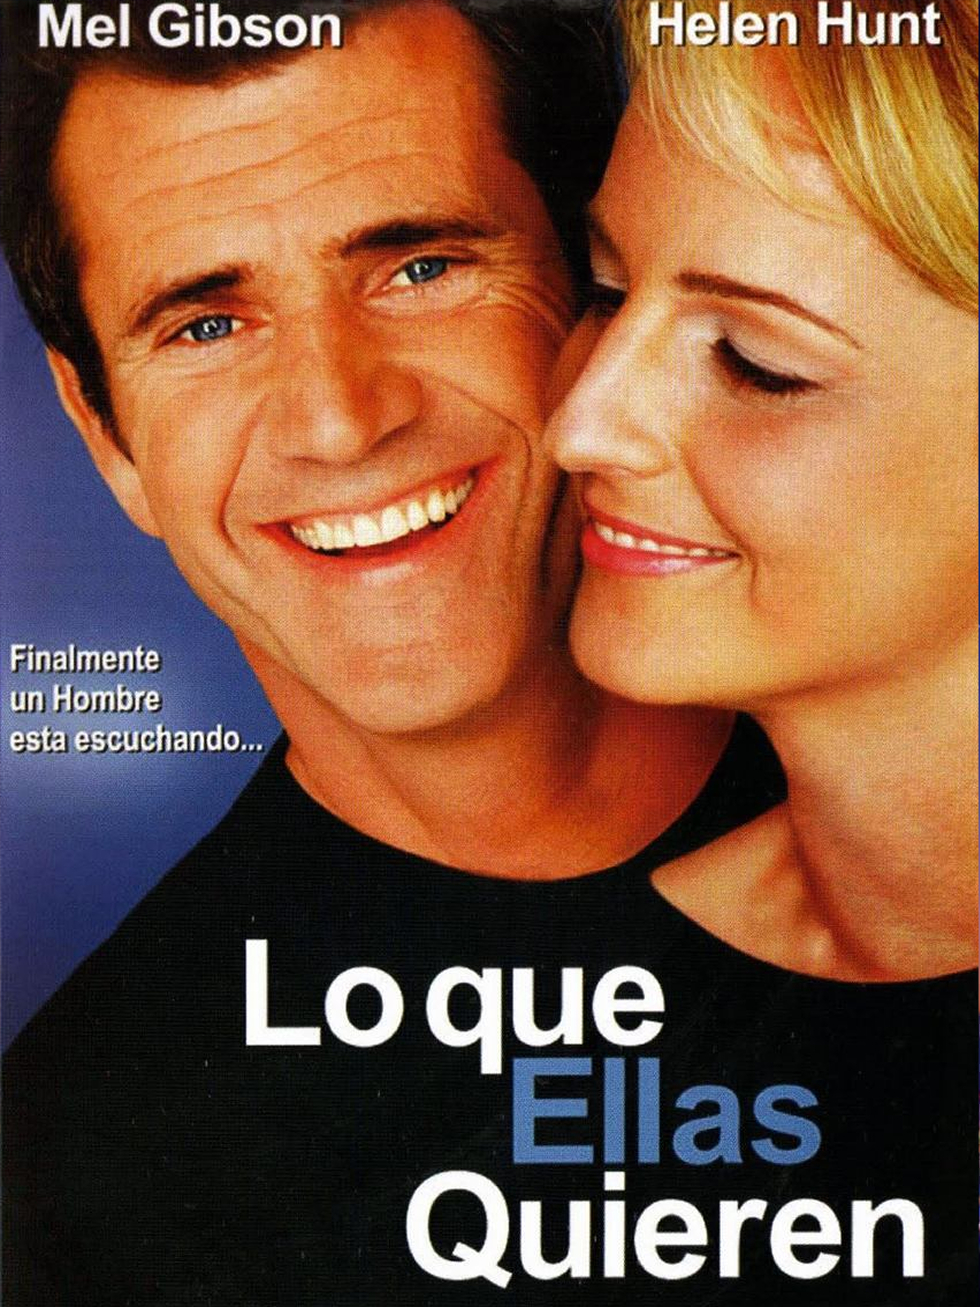 Mel Gibson
Helen Hunt
Finalmente
un Hombre
esta escuchando...
Lo que
Ellas
Quieren